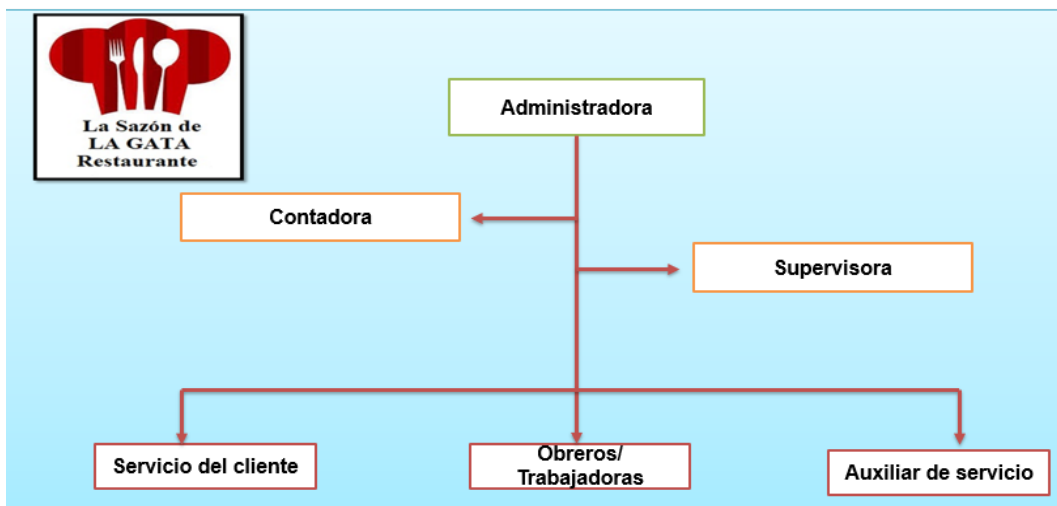 La Sazón de
LA GATA
Restaurante
Administradora
Contadora
Supervisora
Servicio del cliente
Obreros/
Trabajadoras
Auxiliar de servicio